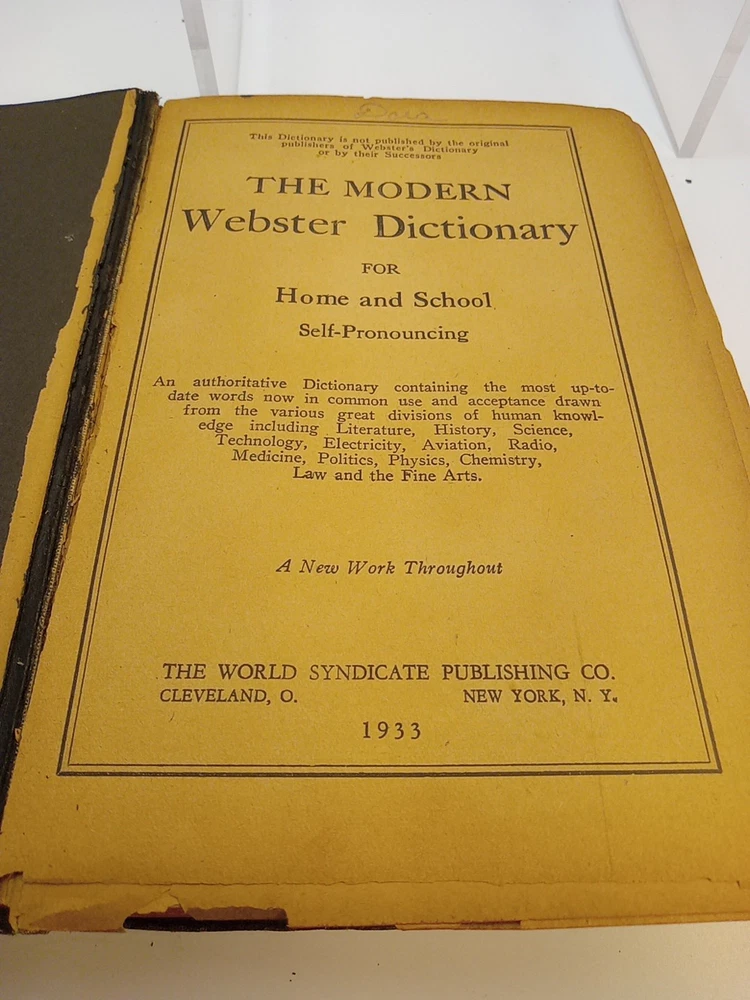 This Dictionary is not published by the original
publishers of Webster's Dictionary
or by their Successors
THE MODERN
Webster Dictionary
FOR
Home and School
Self-Pronouncing
An authoritative Dictionary containing the most up-to-
date words now in common use and acceptance drawn
from the various great divisions of human knowl-
edge including Literature, History, Science,
Technology, Electricity, Aviation, Radio,
Medicine, Politics, Physics, Chemistry,
Law and the Fine Arts.
A New Work Throughout
THE WORLD SYNDICATE PUBLISHING CO.
CLEVELAND, O. NEW YORK, N. Y.
1933